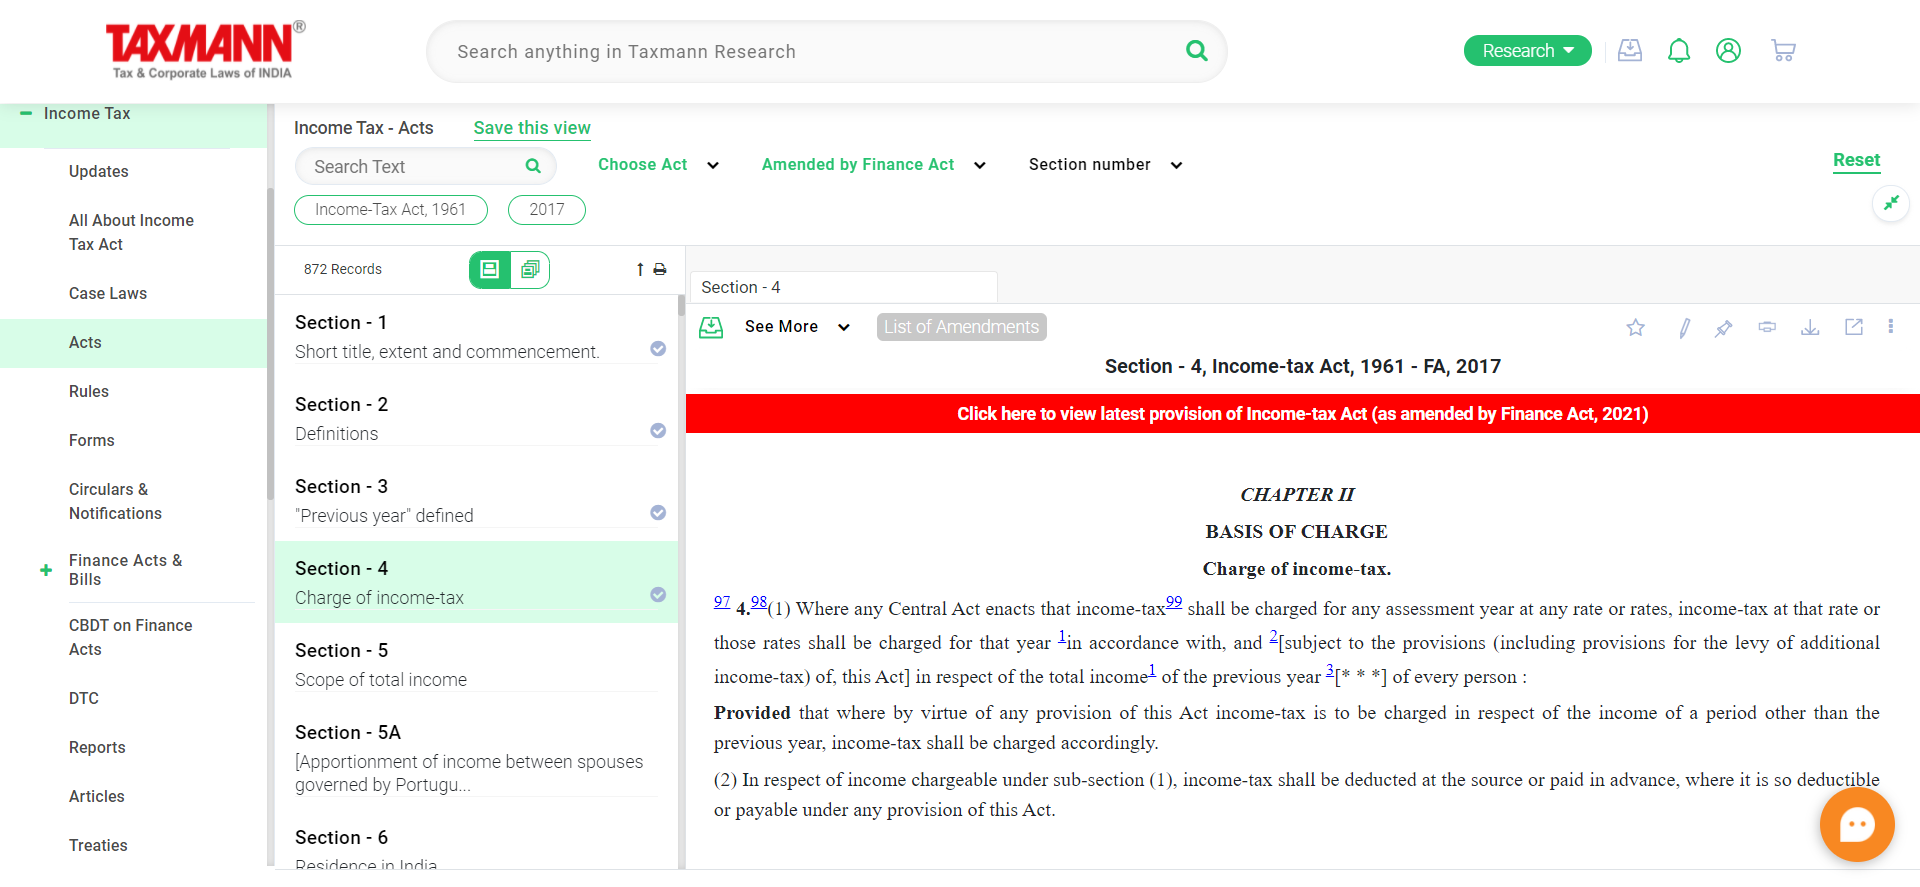 TAXMANN®
Tax & Corporate Laws of INDIA
Search anything in Taxmann Research
Research
Income Tax
Updates
All About Income
Tax Act
Case Laws
Acts
Rules
Forms
Circulars &
Notifications
Finance Acts &
Bills
CBDT on Finance
Acts
DTC
Reports
Articles
Treaties
Income Tax - Acts
Save this view
Search Text
Choose Act
Amended by Finance Act
Section number
Reset
Income-Tax Act, 1961
2017
872 Records
Section - 1
Short title, extent and commencement.
Section - 2
Definitions
Section - 3
"Previous year" defined
Section - 4
Charge of income-tax
Section - 5
Scope of total income
Section - 5A
[Apportionment of income between spouses
governed by Portugu...
Section - 6
Residence in India
Section - 4
See More
List of Amendments
Section - 4, Income-tax Act, 1961 - FA, 2017
Click here to view latest provision of Income-tax Act (as amended by Finance Act, 2021)
CHAPTER II
BASIS OF CHARGE
Charge of income-tax.
97 4.98(1) Where any Central Act enacts that income-tax99 shall be charged for any assessment year at any rate or rates, income-tax at that rate or
those rates shall be charged for that year 1in accordance with, and 2[subject to the provisions (including provisions for the levy of additional
income-tax) of, this Act] in respect of the total income1 of the previous year 3[* * *] of every person :
Provided that where by virtue of any provision of this Act income-tax is to be charged in respect of the income of a period other than the
previous year, income-tax shall be charged accordingly.
(2) In respect of income chargeable under sub-section (1), income-tax shall be deducted at the source or paid in advance, where it is so deductible
or payable under any provision of this Act.